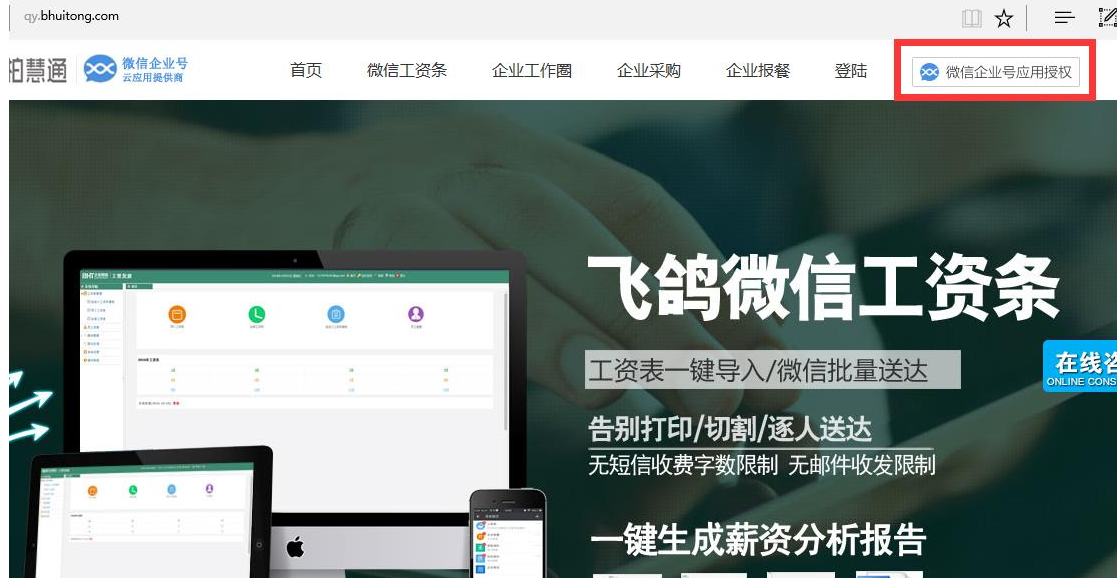 qy.bhuitong.com
柏慧通
微信企业号
云应用提供商
首页 微信工资条 企业工作圈 企业采购 企业报餐 登陆
微信企业号应用授权
飞鸽微信工资条
工资表一键导入/微信批量送达
在线咨
ONLINE CONS
告别打印/切割/逐人送达
无短信收费字数限制 无邮件收发限制
一键生成薪资分析报告